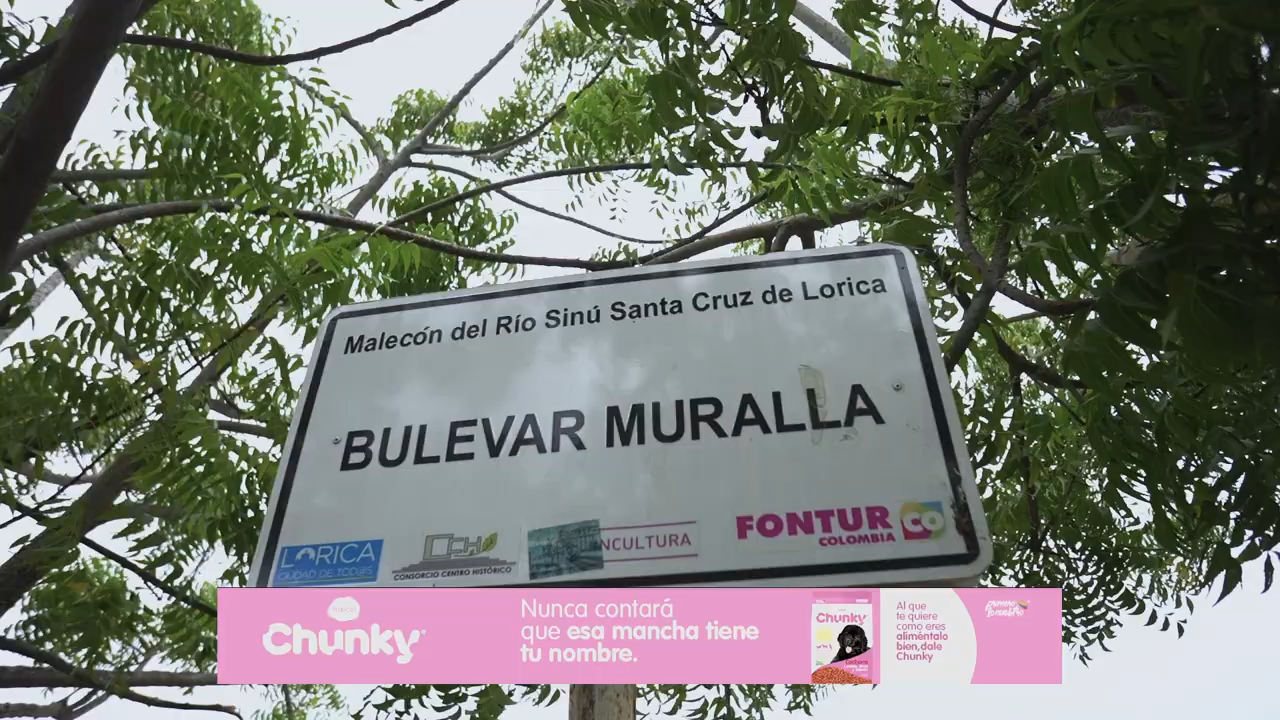 Malecón del Río Sinú Santa Cruz de Lorica
BULEVAR MURALLA
LORICA
CIUDAD DE TODOS
CONSORCIO CENTRO HISTÓRICO
NCULTURA
FONTUR CO
COLOMBIA
Chunky
Nunca contará
que esa mancha tiene
tu nombre.
Chunky
Al que
te quiere
como eres
aliméntalo
bien, dale
Chunky